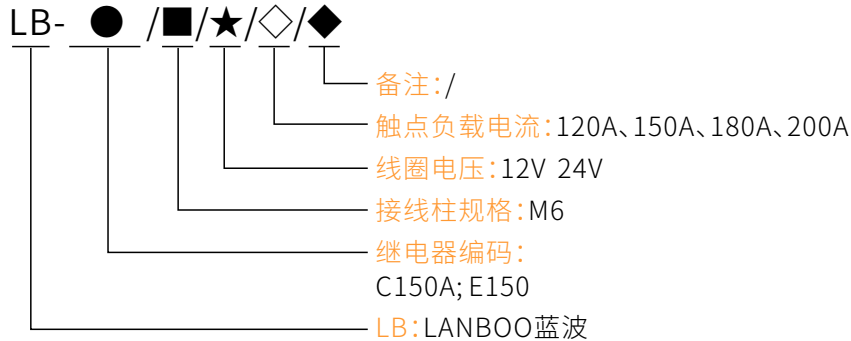 LB- ● /■/★/◇/◆
备注:/
触点负载电流:120A、150A、180A、200A
线圈电压:12V 24V
接线柱规格:M6
继电器编码:
C150A; E150
LB:LANBOO蓝波